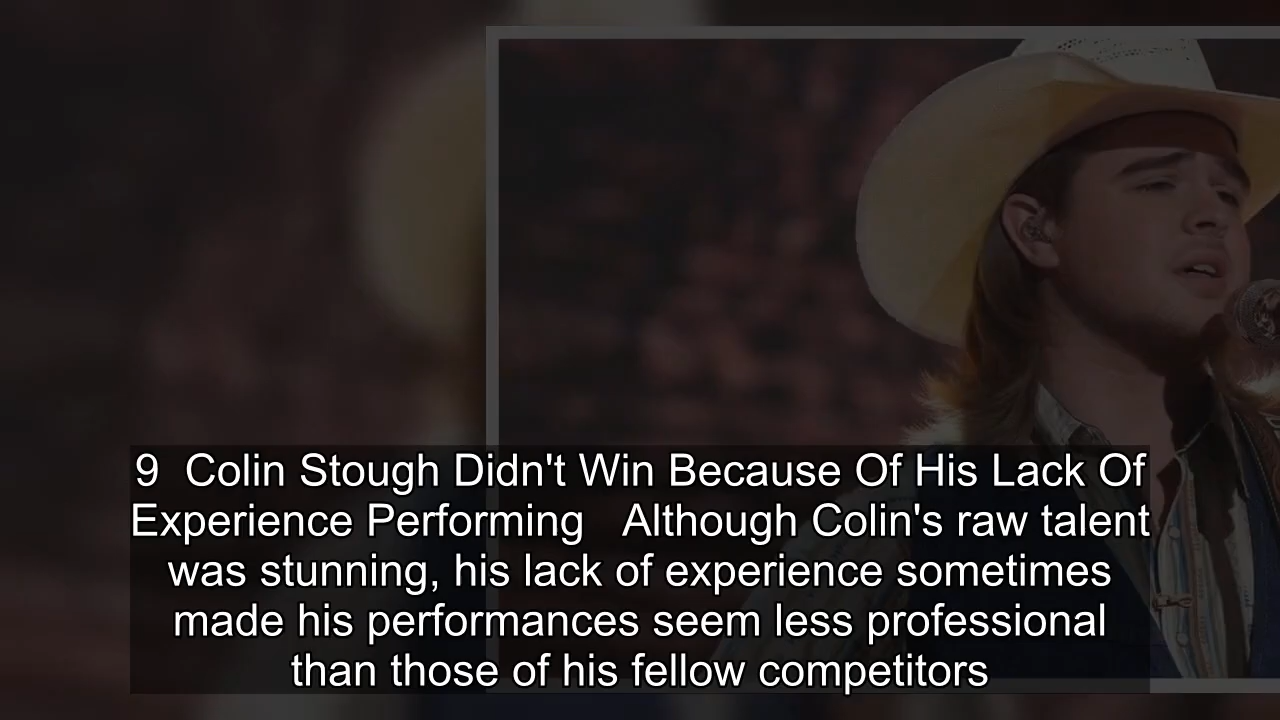 9  Colin Stough Didn't Win Because Of His Lack Of
Experience Performing   Although Colin's raw talent
was stunning, his lack of experience sometimes
made his performances seem less professional
than those of his fellow competitors